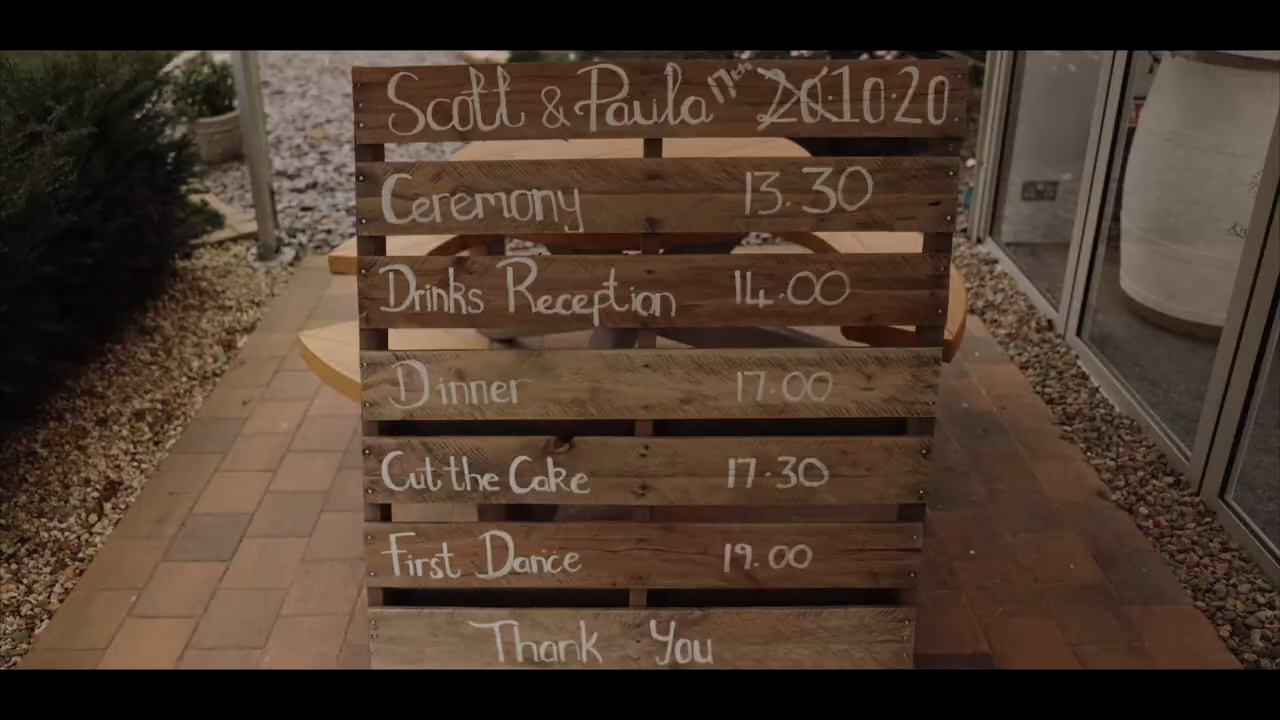 Scott & Paula 17th 20.10.20
Ceremony 13.30
Drinks Reception 14.00
Dinner 17.00
Cut the Cake 17.30
First Dance 19.00
Thank You